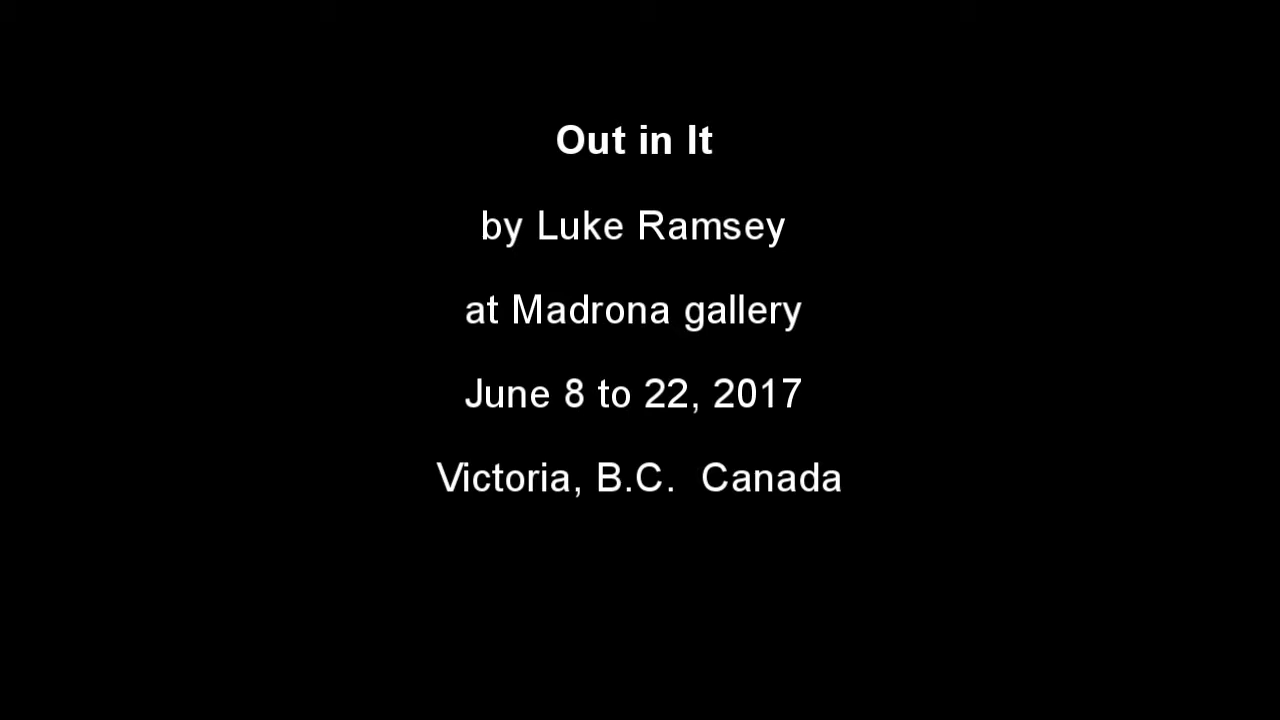 Out in It
by Luke Ramsey
at Madrona gallery
June 8 to 22, 2017
Victoria, B.C.  Canada